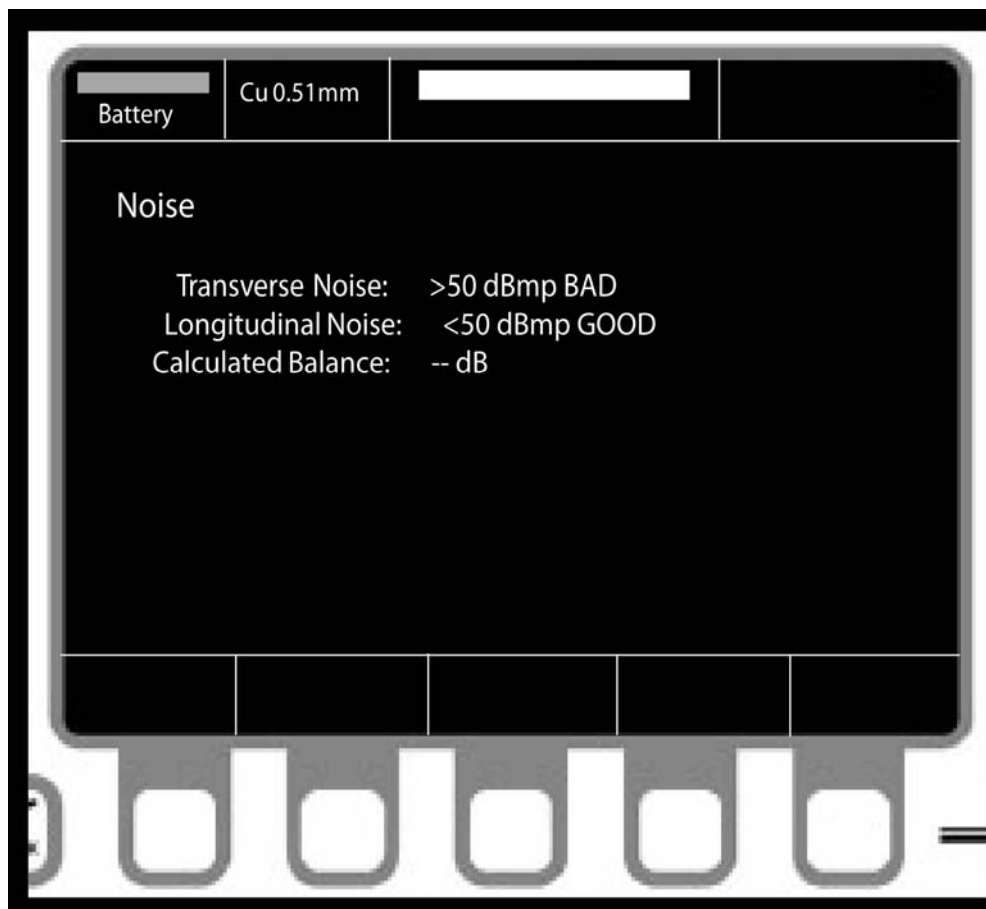 Battery
Cu 0.51mm
Noise
Transverse Noise: >50 dBmp BAD
Longitudinal Noise: <50 dBmp GOOD
Calculated Balance: -- dB